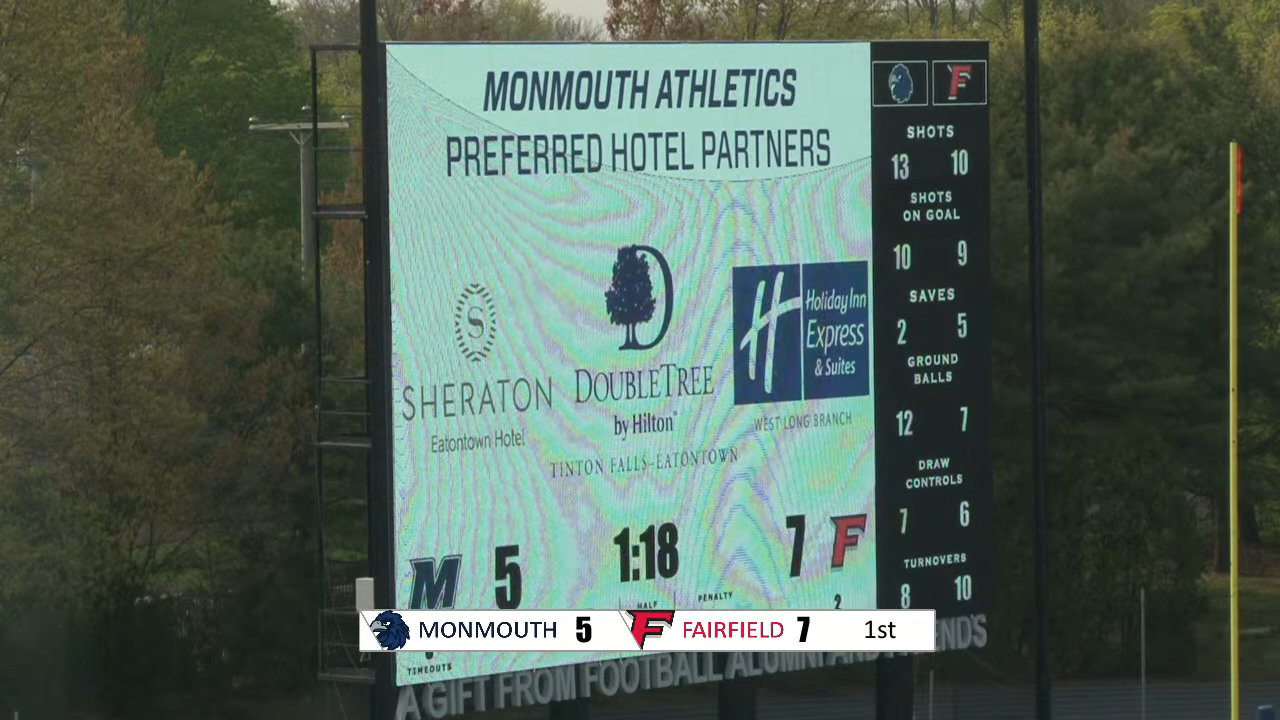 MONMOUTH ATHLETICS
PREFERRED HOTEL PARTNERS
S
SHERATON
Eatontown Hotel
D
DOUBLETREE
by Hilton
TINTON FALLS-EATONTOWN
H
Holiday Inn
Express
& Suites
WEST LONG BRANCH
M 5 1:18 7 F
HALF PENALTY 2
TIMEOUTS
F
SHOTS
13 10
SHOTS
ON GOAL
10 9
SAVES
2 5
GROUND
BALLS
12 7
DRAW
CONTROLS
7 6
TURNOVERS
8 10
MONMOUTH 5 F FAIRFIELD 7 1st
A GIFT FROM FOOTBALL ALUMNI AND